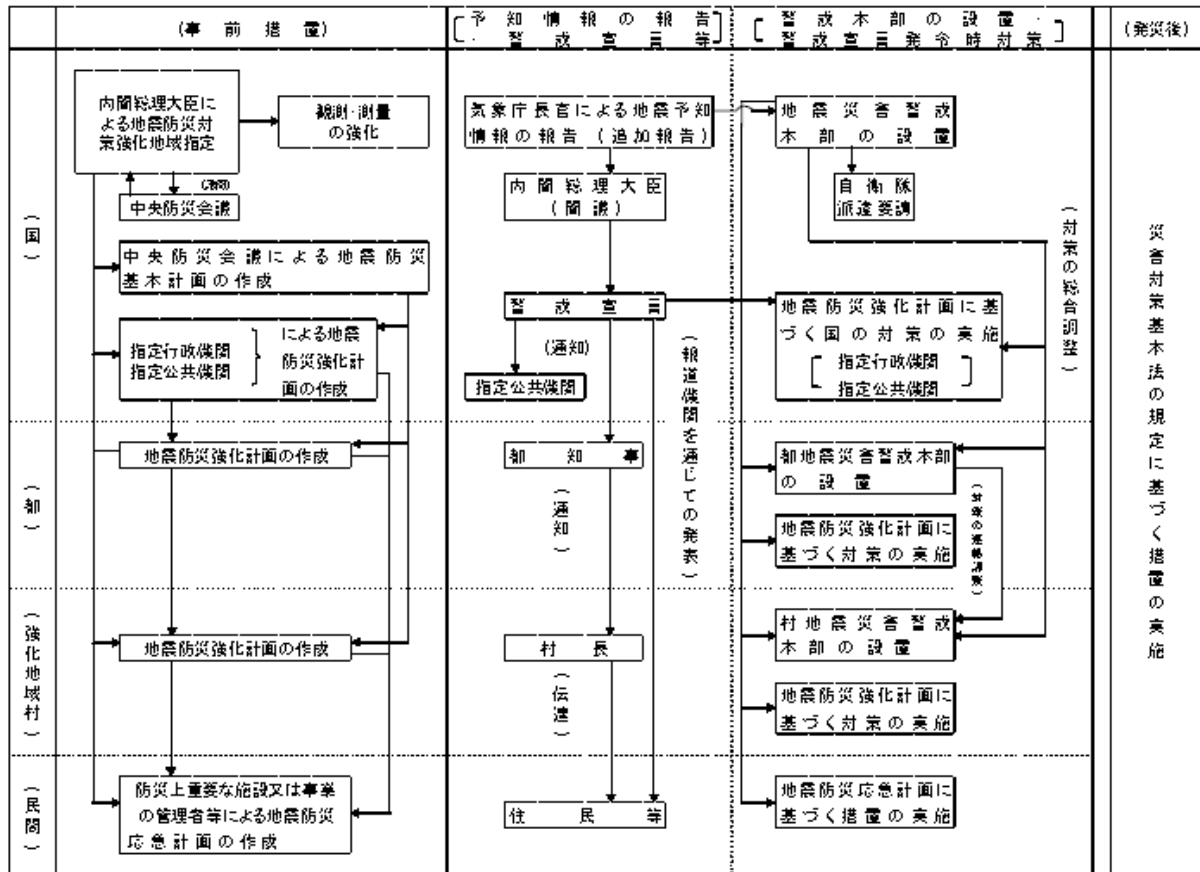 (事前措置)
予知情報の報告
・警戒宣言等
警戒本部の設置・
警戒宣言発令時対策
(発災後)
(国)
内閣総理大臣に
よる地震防災対
策強化地域指定
観測・測量
の強化
中央防災会議
中央防災会議による地震防災
基本計画の作成
指定行政機関
指定公共機関
による地震
防災強化計
画の作成
気象庁長官による地震予知
情報の報告(追加報告)
内閣総理大臣
(閣議)
警戒宣言
(通知)
指定公共機関
(報道機関を通じての発表)
地震災害警戒
本部の設置
自衛隊
派遣要請
(対策の総合調整)
地震防災強化計画に基
づく国の対策の実施
指定行政機関
指定公共機関
災害対策基本法の規定に基づく措置の実施
(都)
地震防災強化計画の作成
都知事
(通知)
都地震災害警戒本部
の設置
地震防災強化計画に
基づく対策の実施
(強化地域村)
地震防災強化計画の作成
村長
(伝達)
村地震災害警戒
本部の設置
地震防災強化計画に
基づく対策の実施
(民間)
防災上重要な施設又は事業
の管理者等による地震防災
応急計画の作成
住民等
地震防災応急計画に
基づく措置の実施